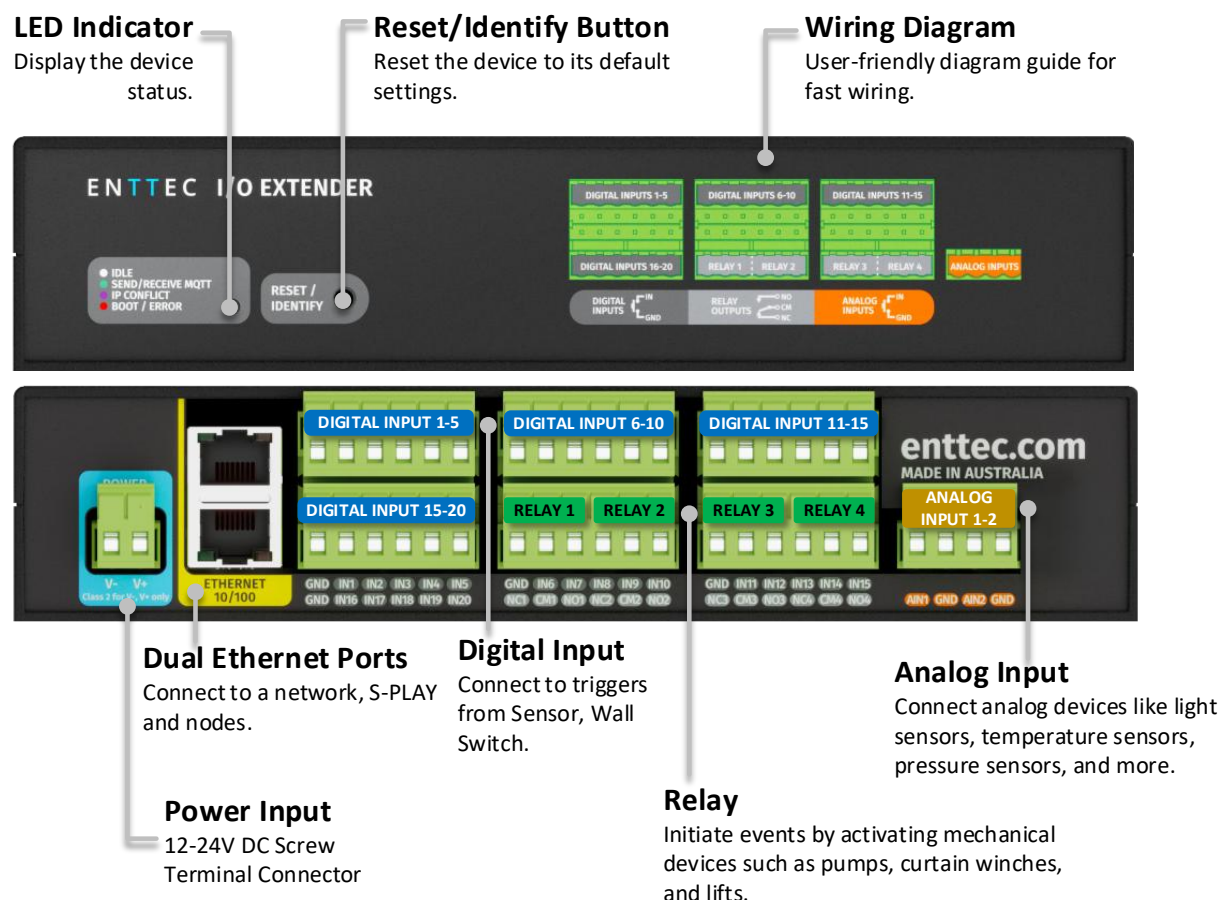 LED Indicator
Display the device
status.
Reset/Identify Button
Reset the device to its default
settings.
Wiring Diagram
User-friendly diagram guide for
fast wiring.
ENTTEC I/O EXTENDER
IDLE
SEND/RECEIVE MQTT
IP CONFLICT
BOOT / ERROR
RESET /
IDENTIFY
DIGITAL INPUTS 1-5
DIGITAL INPUTS 6-10
DIGITAL INPUTS 11-15
DIGITAL INPUTS 16-20
RELAY 1
RELAY 2
RELAY 3
RELAY 4
ANALOG INPUTS
DIGITAL
INPUTS
IN
GND
RELAY
OUTPUTS
NO
CM
NC
ANALOG
INPUTS
IN
GND
DIGITAL INPUT 1-5
DIGITAL INPUT 6-10
DIGITAL INPUT 11-15
enttec.com
MADE IN AUSTRALIA
POWER
DIGITAL INPUT 15-20
RELAY 1
RELAY 2
RELAY 3
RELAY 4
ANALOG
INPUT 1-2
V- V+
Class 2 for V-, V+ only
ETHERNET
10/100
GND IN1 IN2 IN3 IN4 IN5
GND IN16 IN17 IN18 IN19 IN20
GND IN6 IN7 IN8 IN9 IN10
NC1 CM1 NO1 NC2 CM2 NO2
GND IN11 IN12 IN13 IN14 IN15
NC3 CM3 NO3 NC4 CM4 NO4
AIN1 GND AIN2 GND
Dual Ethernet Ports
Connect to a network, S-PLAY
and nodes.
Digital Input
Connect to triggers
from Sensor, Wall
Switch.
Analog Input
Connect analog devices like light
sensors, temperature sensors,
pressure sensors, and more.
Power Input
12-24V DC Screw
Terminal Connector
Relay
Initiate events by activating mechanical
devices such as pumps, curtain winches,
and lifts.